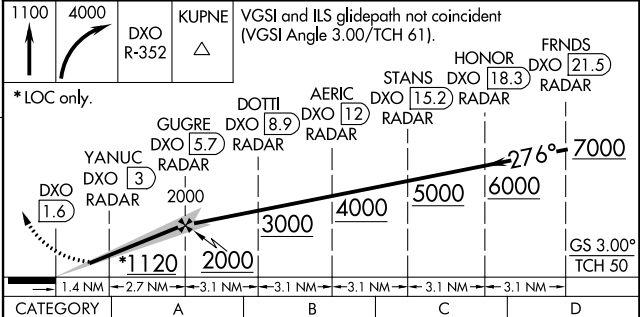 1100
4000
DXO
R-352
KUPNE
VGSI and ILS glidepath not coincident
(VGSI Angle 3.00/TCH 61).
* LOC only.
FRNDS
DXO 21.5
RADAR
HONOR
DXO 18.3
RADAR
STANS
DXO 15.2
RADAR
AERIC
DXO 12
RADAR
DOTTI
DXO 8.9
RADAR
GUGRE
DXO 5.7
RADAR
YANUC
DXO 3
RADAR
DXO
1.6
2000
276°
7000
6000
5000
4000
3000
2000
*1120
GS 3.00°
TCH 50
1.4 NM 2.7 NM 3.1 NM 3.1 NM 3.1 NM 3.1 NM 3.1 NM
CATEGORY A B C D